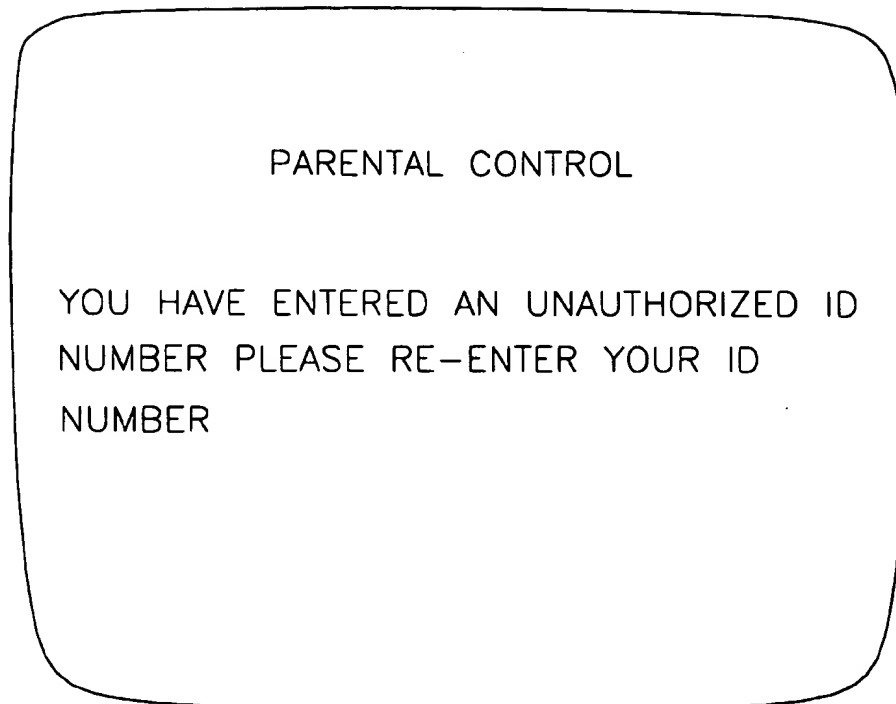 PARENTAL CONTROL
YOU HAVE ENTERED AN UNAUTHORIZED ID
NUMBER PLEASE RE-ENTER YOUR ID
NUMBER